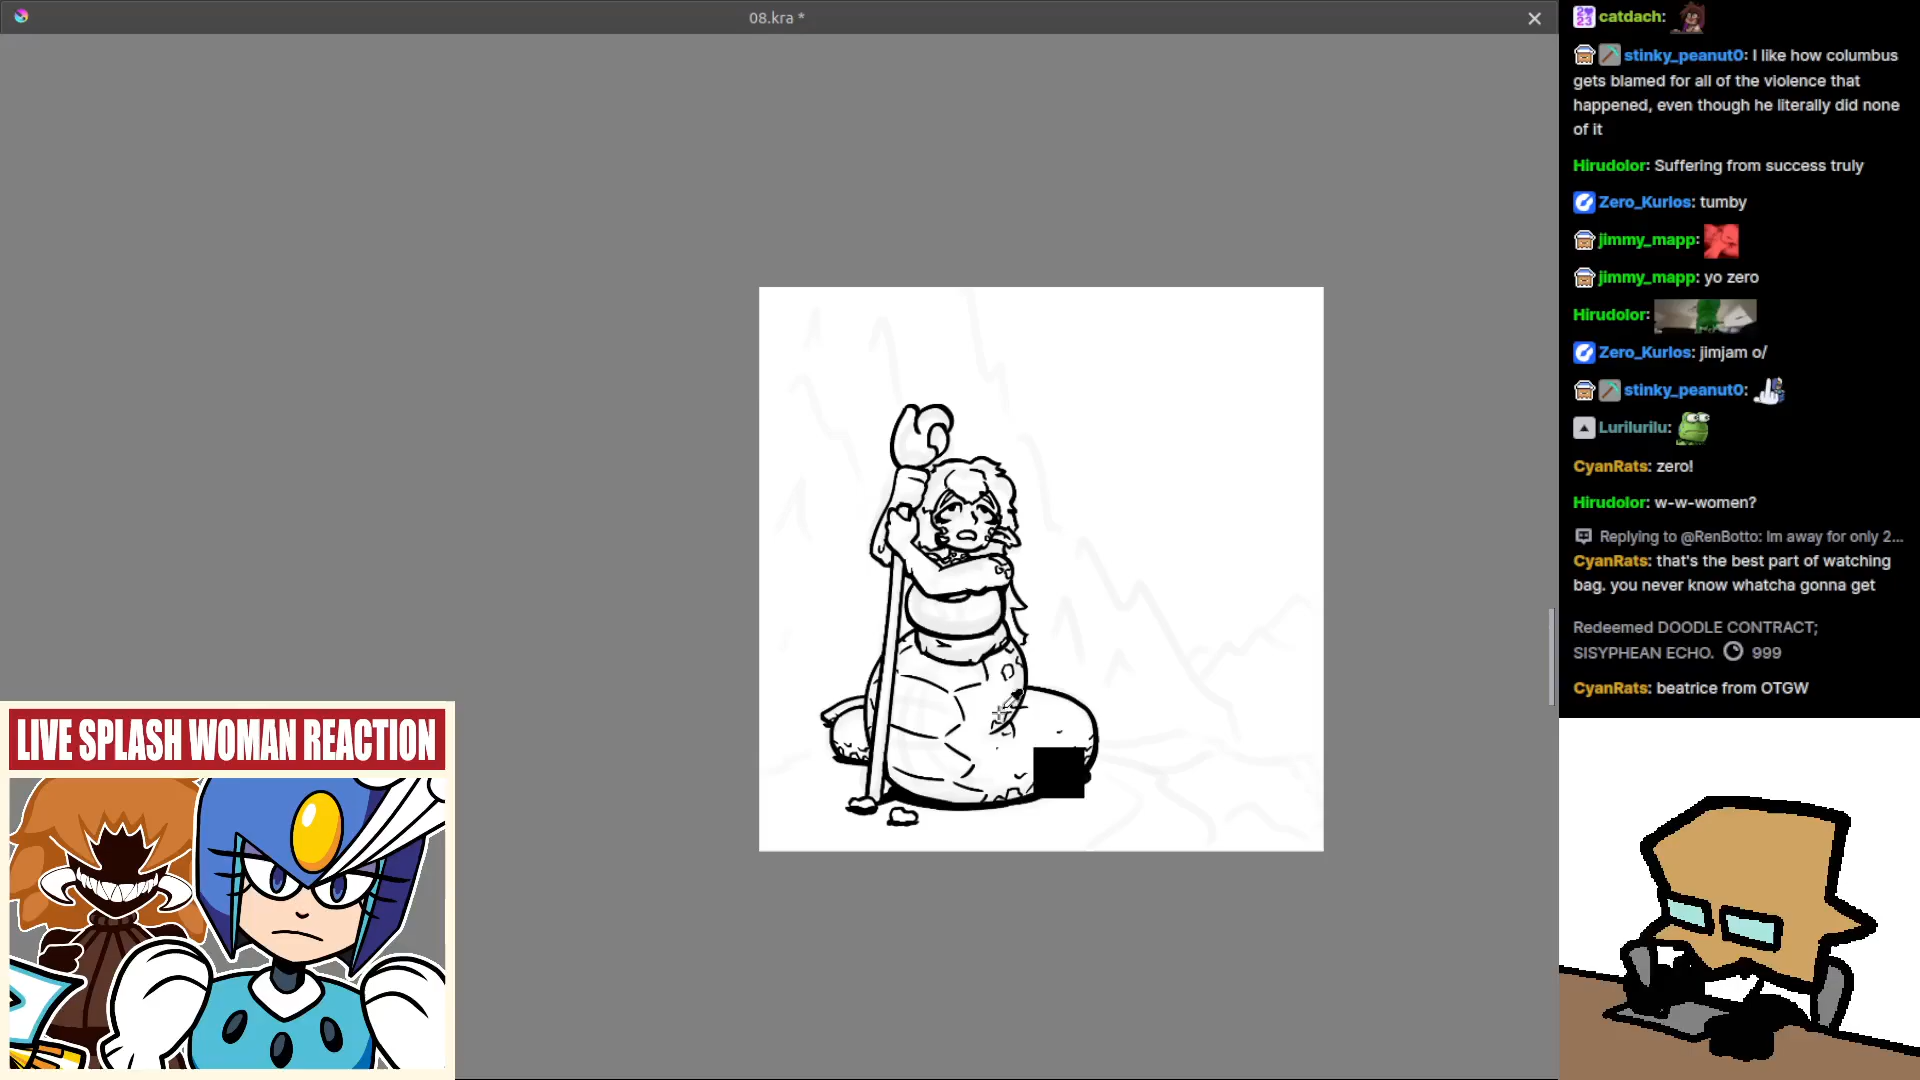 08.kra *
catdach:
stinky_peanut0: I like how columbus
gets blamed for all of the violence that
happened, even though he literally did none
of it
Hirudolor: Suffering from success truly
Zero_Kurlos: tumby
jimmy_mapp:
jimmy_mapp: yo zero
Hirudolor:
Zero_Kurlos: jimjam o/
stinky_peanut0:
Lurilurilu:
CyanRats: zero!
Hirudolor: w-w-women?
Replying to @RenBotto: Im away for only 2...
CyanRats: that's the best part of watching
bag. you never know whatcha gonna get
Redeemed DOODLE CONTRACT;
SISYPHEAN ECHO. 999
CyanRats: beatrice from OTGW
LIVE SPLASH WOMAN REACTION